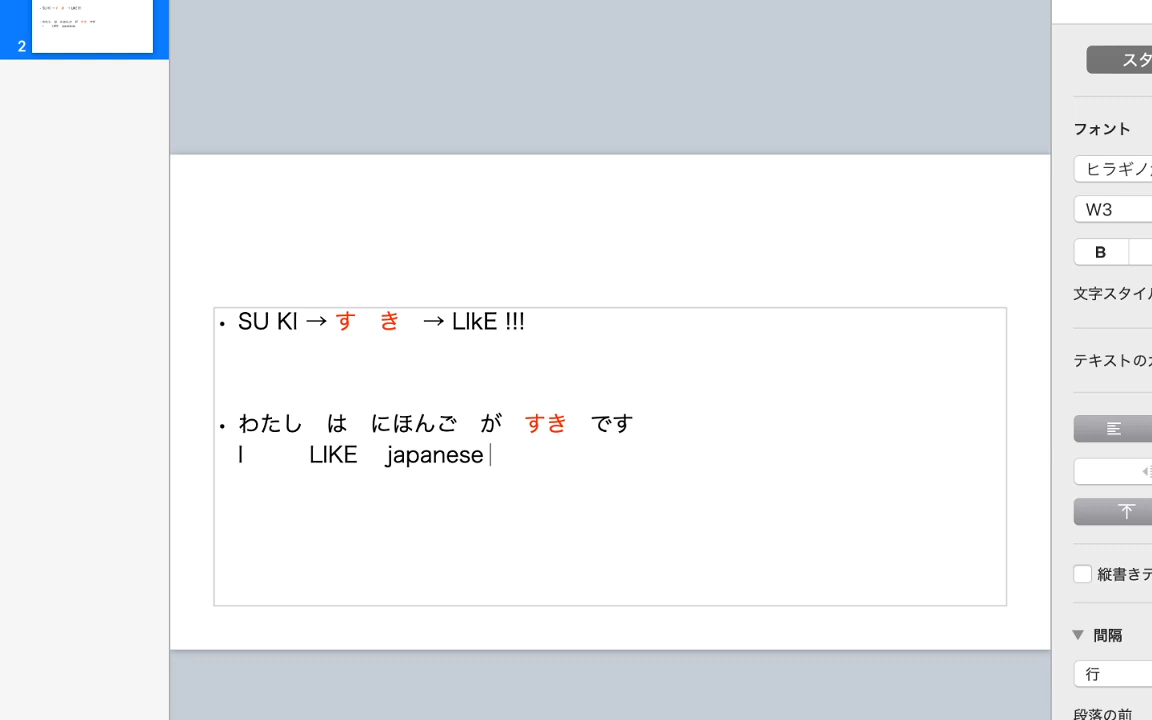 2
• SU KI → す　き　→ LIkE !!!
• わたし　は　にほんご　が　すき　です
I LIKE japanese
フォント
ヒラギノ
W3
B
文字スタイル
テキストの
縦書きテ
▼ 間隔
行
段落の前